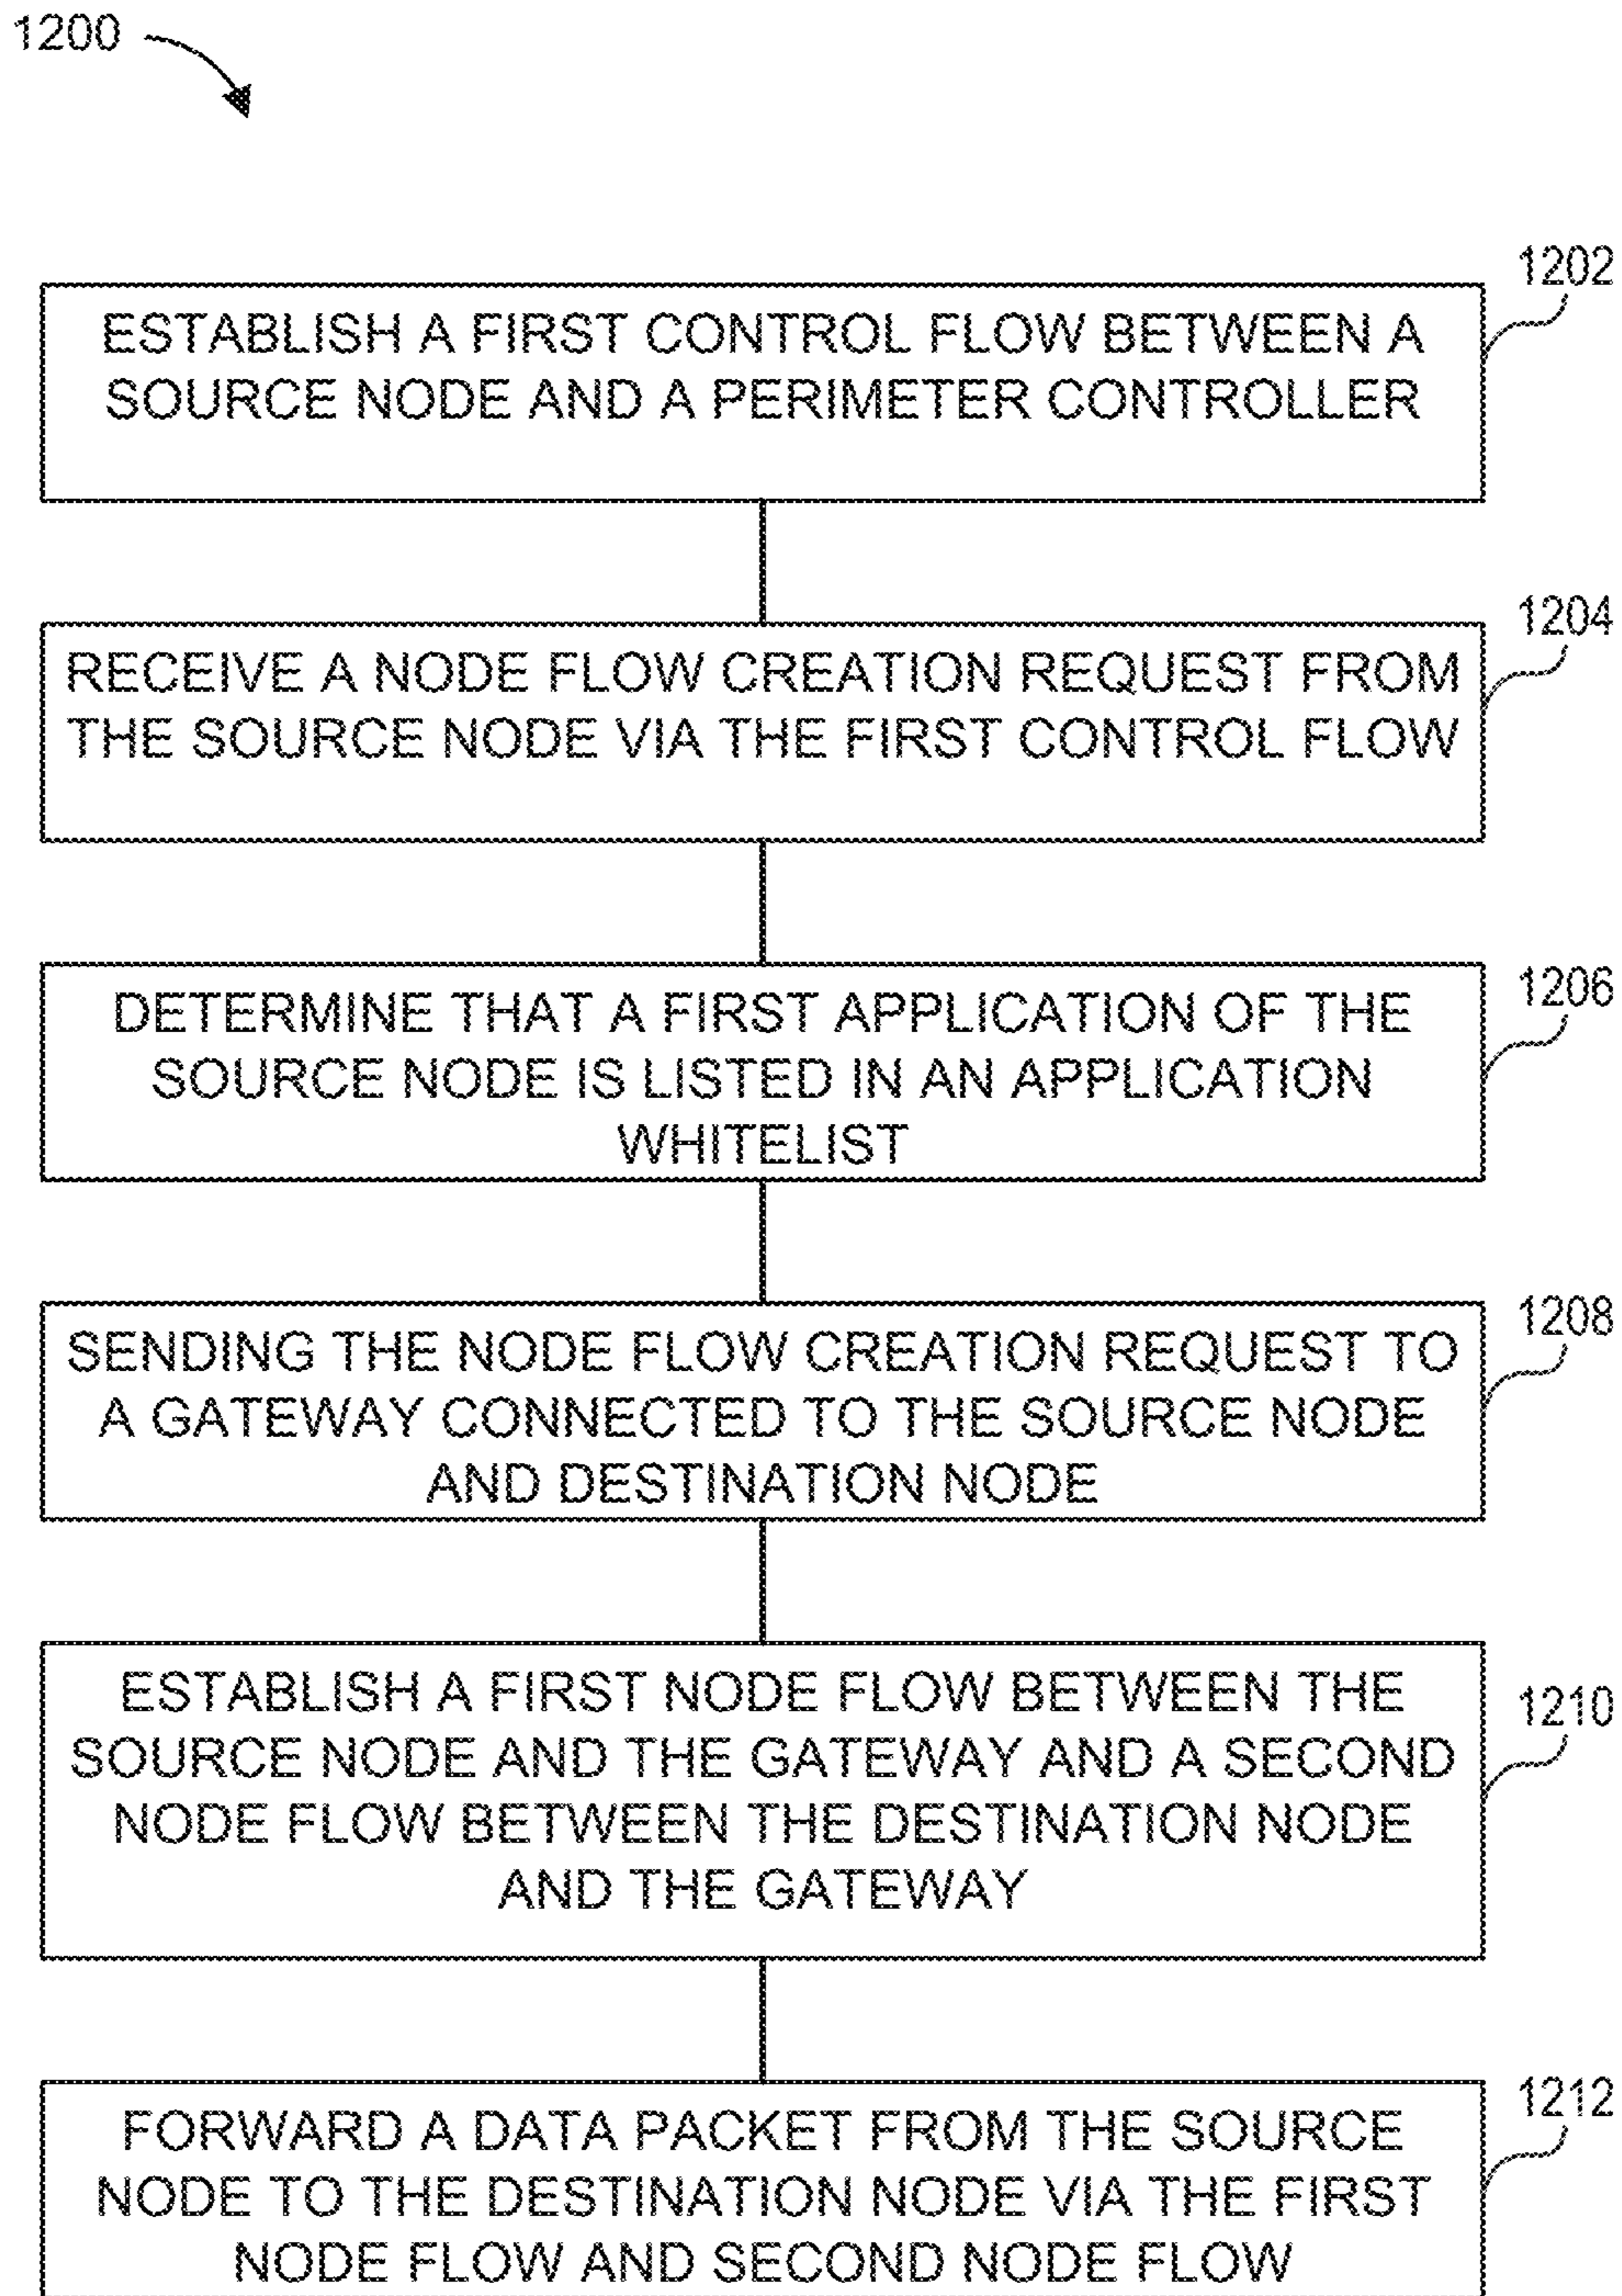 1200
1202
ESTABLISH A FIRST CONTROL FLOW BETWEEN A
SOURCE NODE AND A PERIMETER CONTROLLER
1204
RECEIVE A NODE FLOW CREATION REQUEST FROM
THE SOURCE NODE VIA THE FIRST CONTROL FLOW
1206
DETERMINE THAT A FIRST APPLICATION OF THE
SOURCE NODE IS LISTED IN AN APPLICATION
WHITELIST
1208
SENDING THE NODE FLOW CREATION REQUEST TO
A GATEWAY CONNECTED TO THE SOURCE NODE
AND DESTINATION NODE
1210
ESTABLISH A FIRST NODE FLOW BETWEEN THE
SOURCE NODE AND THE GATEWAY AND A SECOND
NODE FLOW BETWEEN THE DESTINATION NODE
AND THE GATEWAY
1212
FORWARD A DATA PACKET FROM THE SOURCE
NODE TO THE DESTINATION NODE VIA THE FIRST
NODE FLOW AND SECOND NODE FLOW